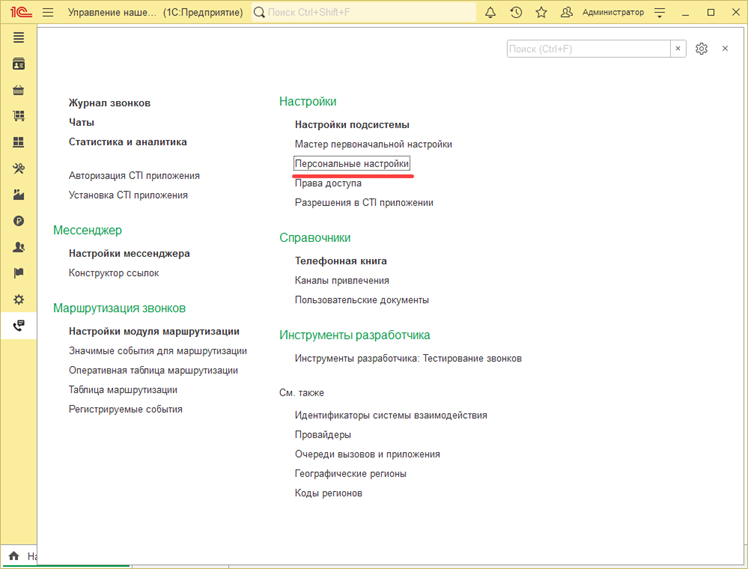 1С
Управление наше...
(1С:Предприятие)
Поиск Ctrl+Shift+F
Администратор
Поиск (Ctrl+F)
Журнал звонков
Чаты
Статистика и аналитика
Авторизация CTI приложения
Установка CTI приложения
Мессенджер
Настройки мессенджера
Конструктор ссылок
Маршрутизация звонков
Настройки модуля маршрутизации
Значимые события для маршрутизации
Оперативная таблица маршрутизации
Таблица маршрутизации
Регистрируемые события
Настройки
Настройки подсистемы
Мастер первоначальной настройки
Персональные настройки
Права доступа
Разрешения в CTI приложении
Справочники
Телефонная книга
Каналы привлечения
Пользовательские документы
Инструменты разработчика
Инструменты разработчика: Тестирование звонков
См. также
Идентификаторы системы взаимодействия
Провайдеры
Очереди вызовов и приложения
Географические регионы
Коды регионов
На